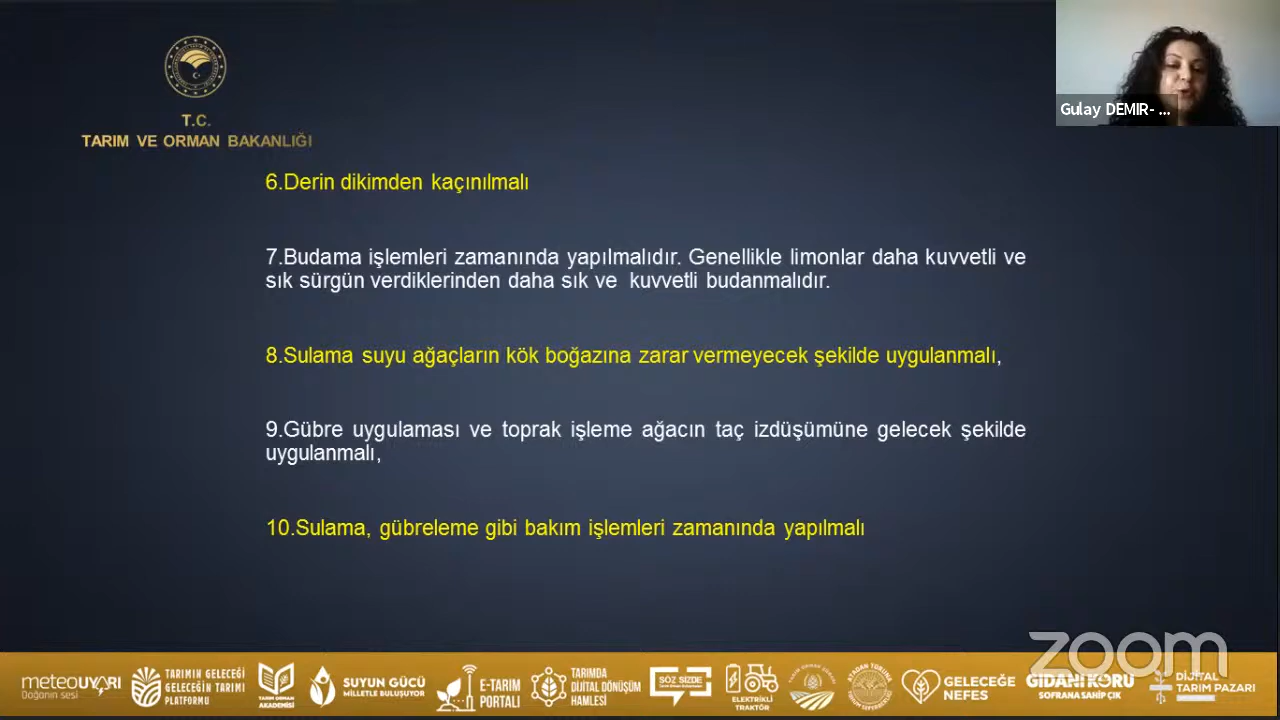 Gulay DEMIR- ...
T.C.
TARIM VE ORMAN BAKANLIĞI
6.Derin dikimden kaçınılmalı
7.Budama işlemleri zamanında yapılmalıdır. Genellikle limonlar daha kuvvetli ve
sık sürgün verdiklerinden daha sık ve kuvvetli budanmalıdır.
8.Sulama suyu ağaçların kök boğazına zarar vermeyecek şekilde uygulanmalı,
9.Gübre uygulaması ve toprak işleme ağacın taç izdüşümüne gelecek şekilde
uygulanmalı,
10.Sulama, gübreleme gibi bakım işlemleri zamanında yapılmalı
zoom
meteoUYARI
Doğanın sesi
TARIMIN GELECEĞİ
GELECEĞİN TARIMI
PLATFORMU
TARIM ORMAN
AKADEMİSİ
SUYUN GÜCÜ
MİLLETLE BULUŞUYOR
E-TARIM
PORTALI
TARIMDA
DİJİTAL DÖNÜŞÜM
HAMLESİ
SÖZ SİZDE
ELEKTRİKLİ
TRAKTÖR
GELECEĞE
NEFES
GIDANI KORU
SOFRANA SAHİP ÇIK
DİJİTAL
TARIM PAZARI